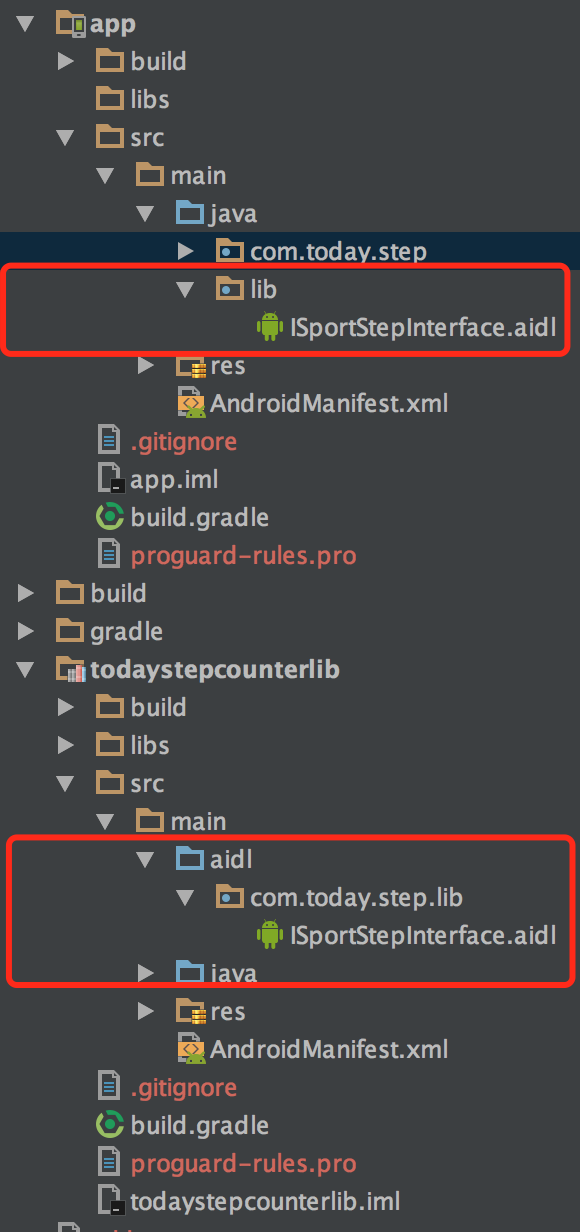 app
build
libs
src
main
java
com.today.step
lib
ISportStepInterface.aidl
res
AndroidManifest.xml
.gitignore
app.iml
build.gradle
proguard-rules.pro
build
gradle
todaystepcounterlib
build
libs
src
main
aidl
com.today.step.lib
ISportStepInterface.aidl
java
res
AndroidManifest.xml
.gitignore
build.gradle
proguard-rules.pro
todaystepcounterlib.iml